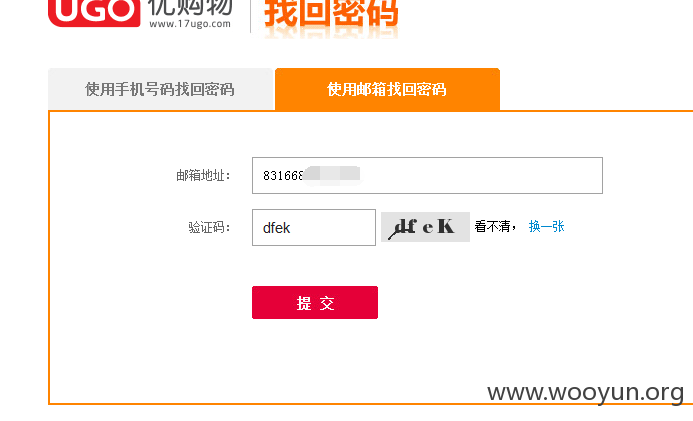 UGO 优购物 找回密码
www.17ugo.com
使用手机号码找回密码 使用邮箱找回密码
邮箱地址： 831668
验证码： dfek dfeK 看不清， 换一张
提 交
www.wooyun.org